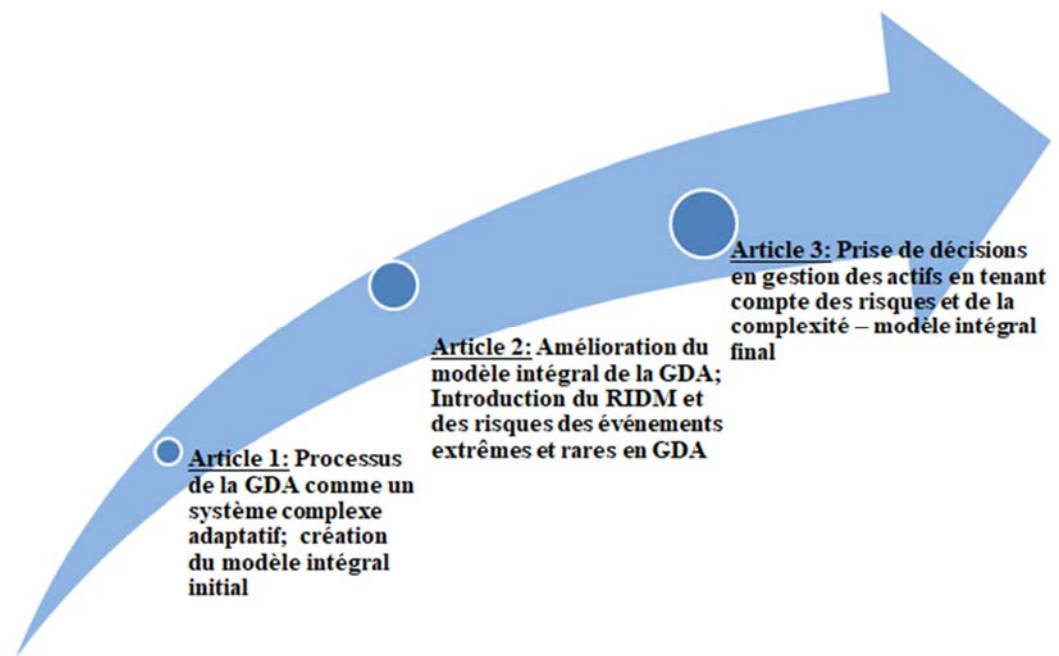 Article 1: Processus
de la GDA comme un
système complexe
adaptatif; création
du modèle intégral
initial
Article 2: Amélioration du
modèle intégral de la GDA;
Introduction du RIDM et
des risques des événements
extrêmes et rares en GDA
Article 3: Prise de décisions
en gestion des actifs en tenant
compte des risques et de la
complexité – modèle intégral
final